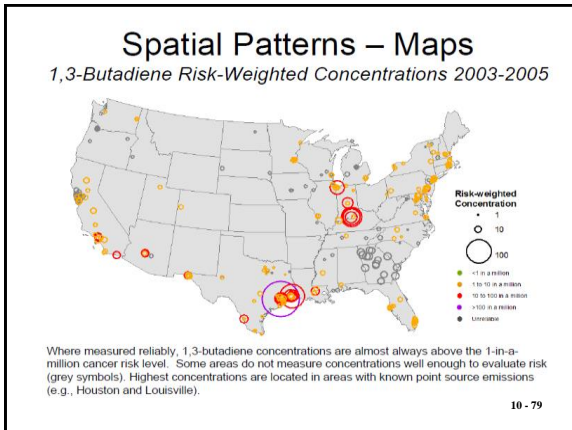 Spatial Patterns – Maps
1,3-Butadiene Risk-Weighted Concentrations 2003-2005
Risk-weighted
Concentration
1
10
100
<1 in a million
1 to 10 in a million
10 to 100 in a million
>100 in a million
Unreliable
Where measured reliably, 1,3-butadiene concentrations are almost always above the 1-in-a-
million cancer risk level.  Some areas do not measure concentrations well enough to evaluate risk
(grey symbols). Highest concentrations are located in areas with known point source emissions
(e.g., Houston and Louisville).
10 - 79